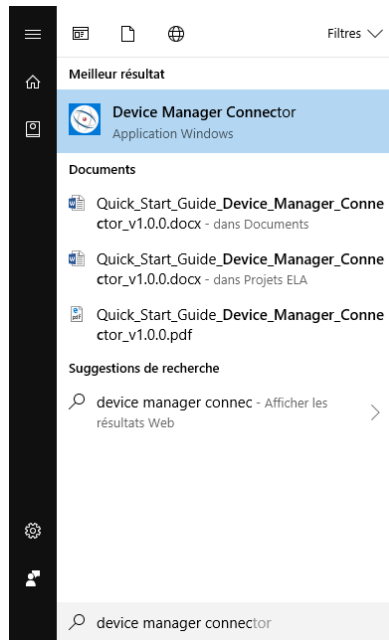 Filtres
Meilleur résultat
Device Manager Connector
Application Windows
Documents
Quick_Start_Guide_Device_Manager_Conne
ctor_v1.0.0.docx - dans Documents
Quick_Start_Guide_Device_Manager_Conne
ctor_v1.0.0.docx - dans Projets ELA
Quick_Start_Guide_Device_Manager_Conne
ctor_v1.0.0.pdf
Suggestions de recherche
device manager connec - Afficher les
résultats Web
device manager connector